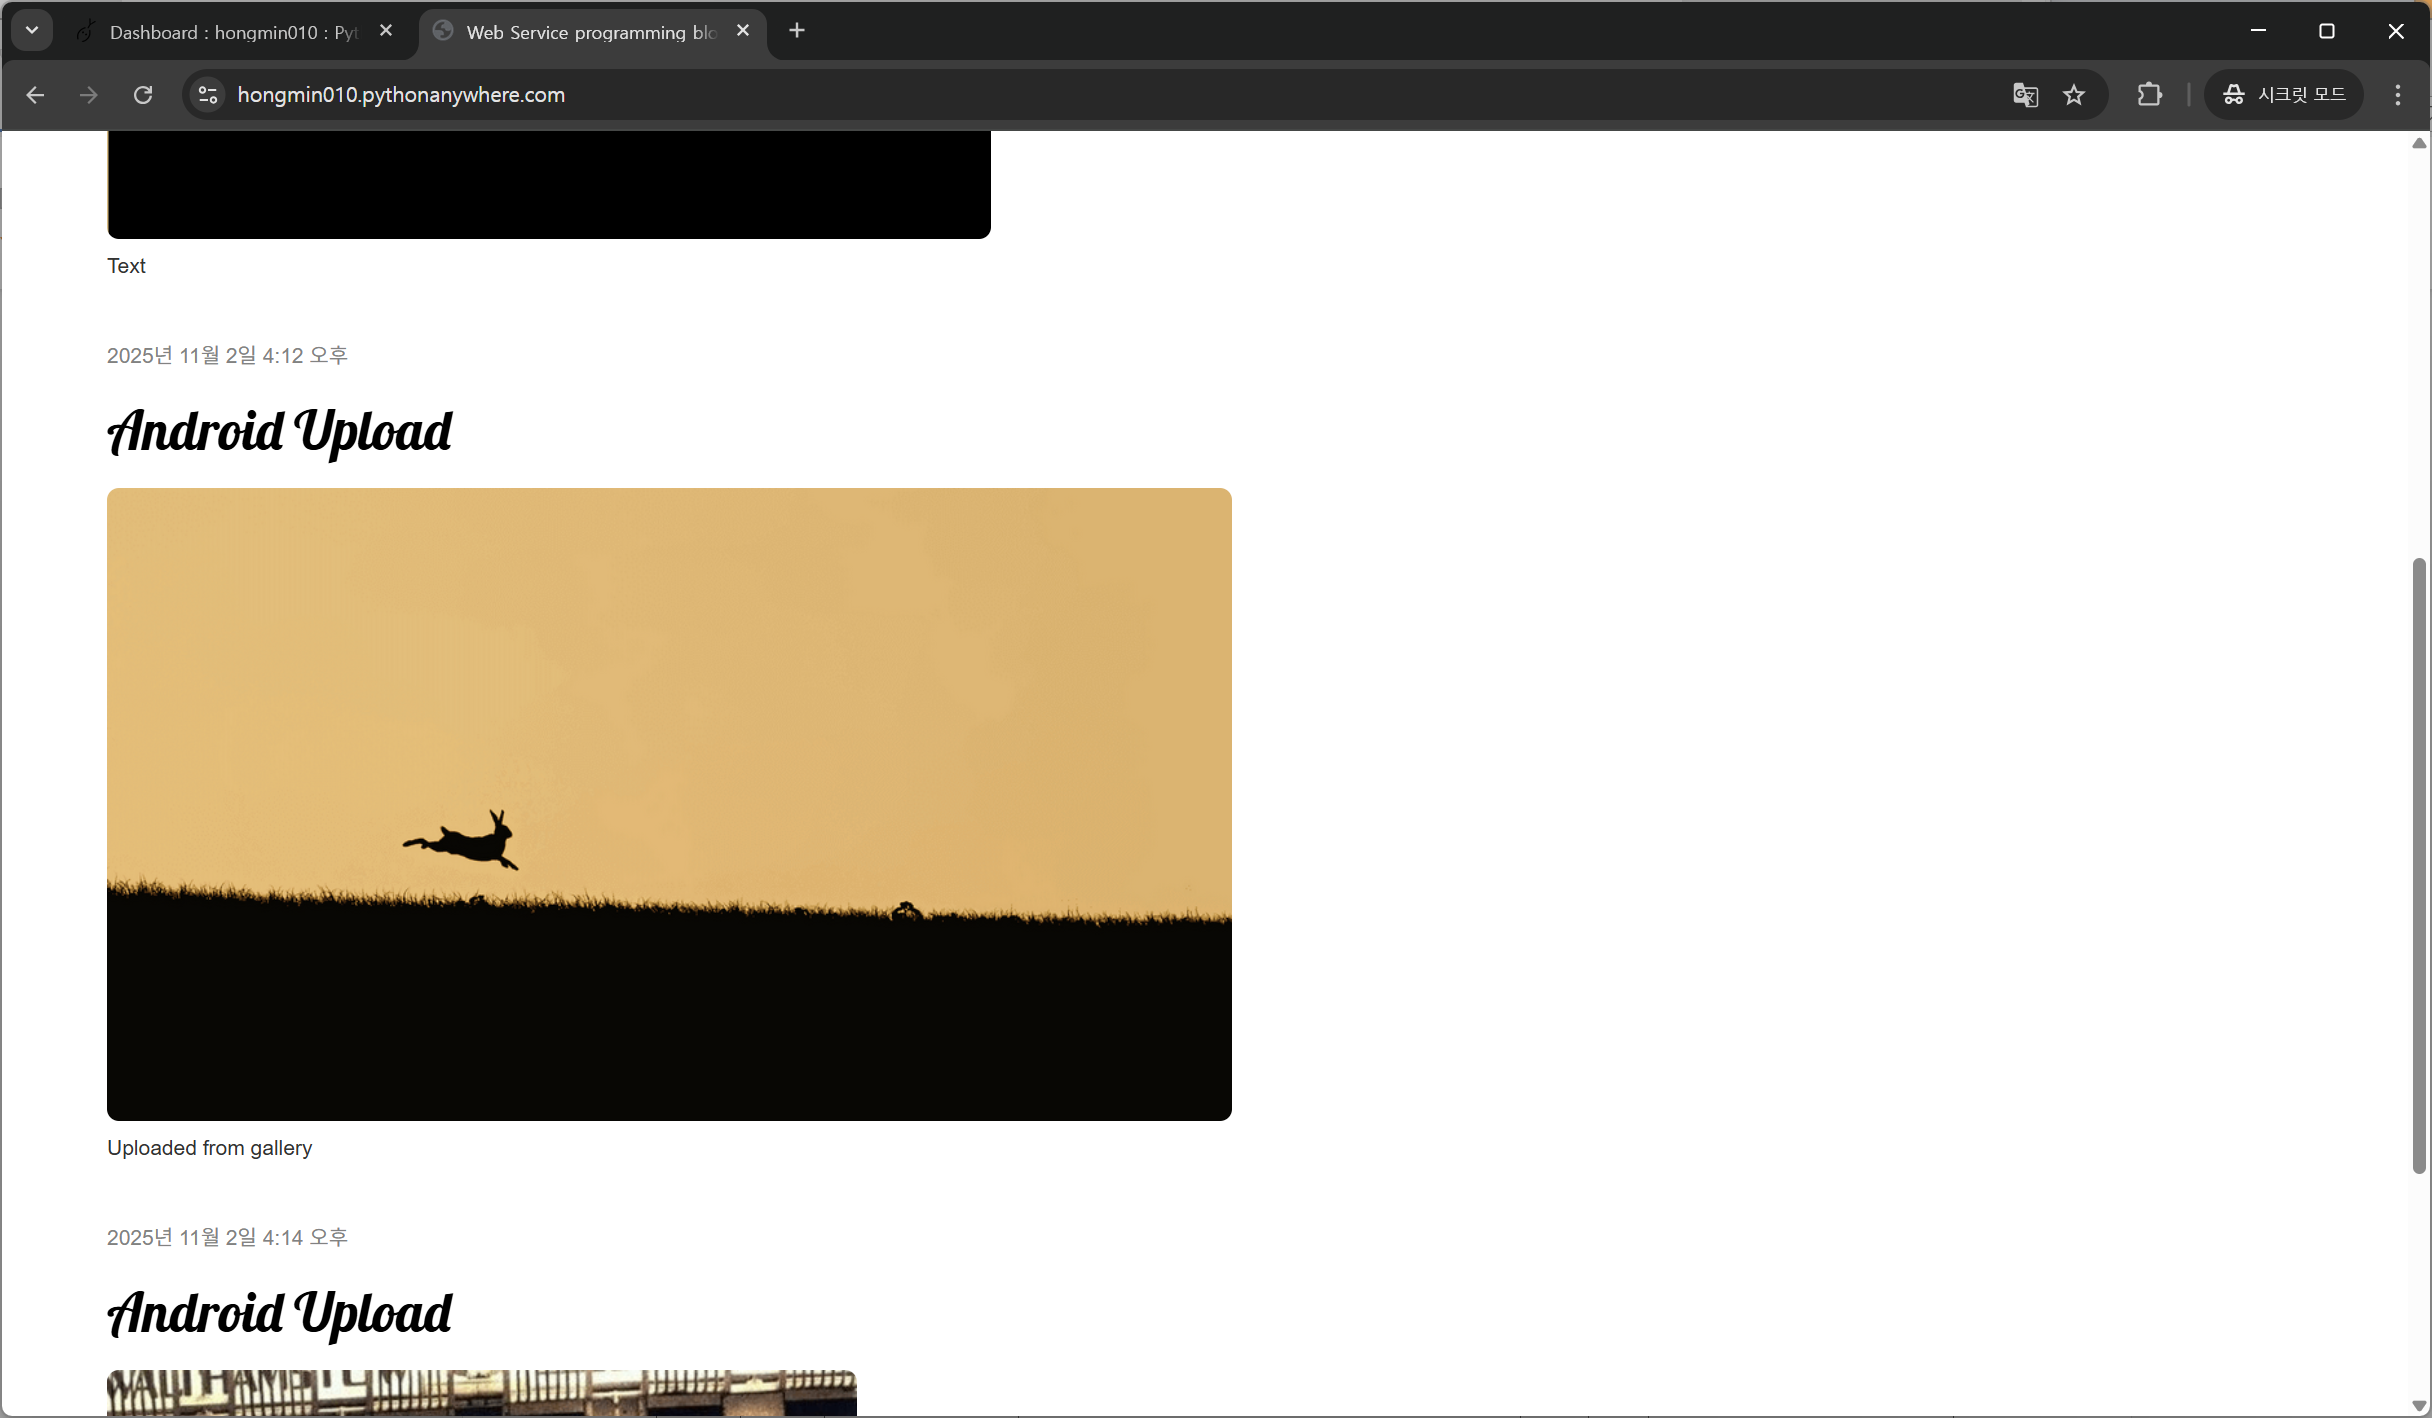 Dashboard : hongmin010 : Pyt
Web Service programming blo
hongmin010.pythonanywhere.com
시크릿 모드
Text
2025년 11월 2일 4:12 오후
Android Upload
Uploaded from gallery
2025년 11월 2일 4:14 오후
Android Upload